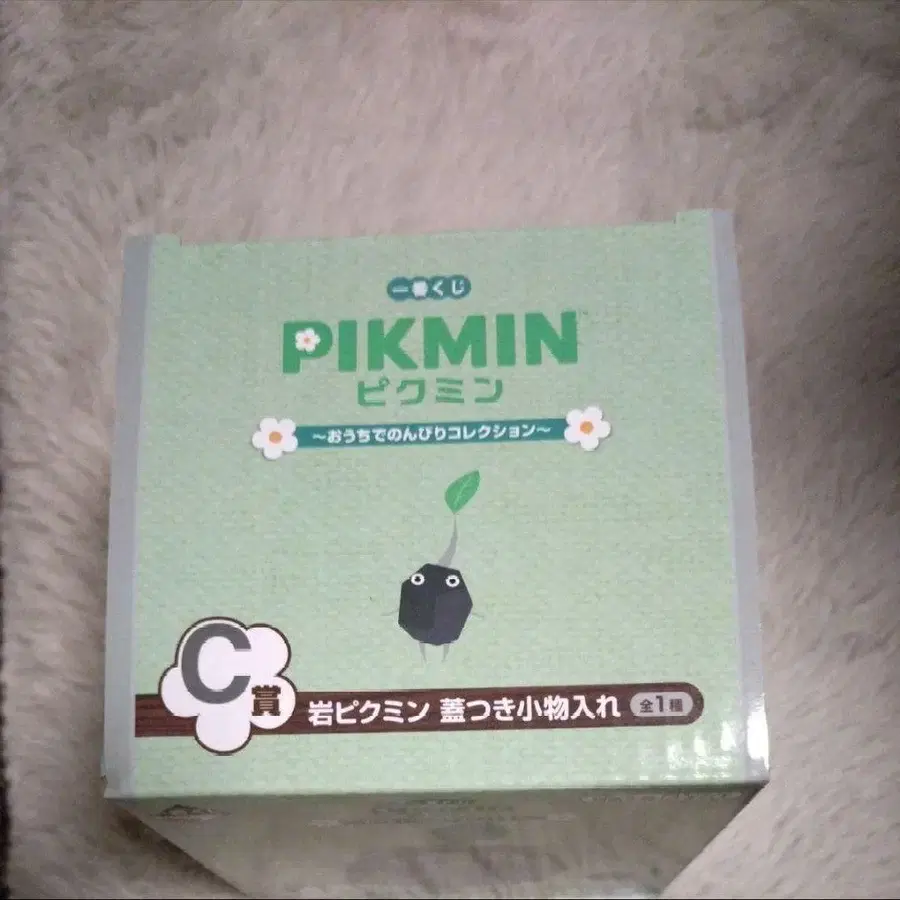 一番くじ
PIKMIN
ピクミン
～おうちでのんびりコレクション～
C賞
岩ピクミン 蓋つき小物入れ 全1種